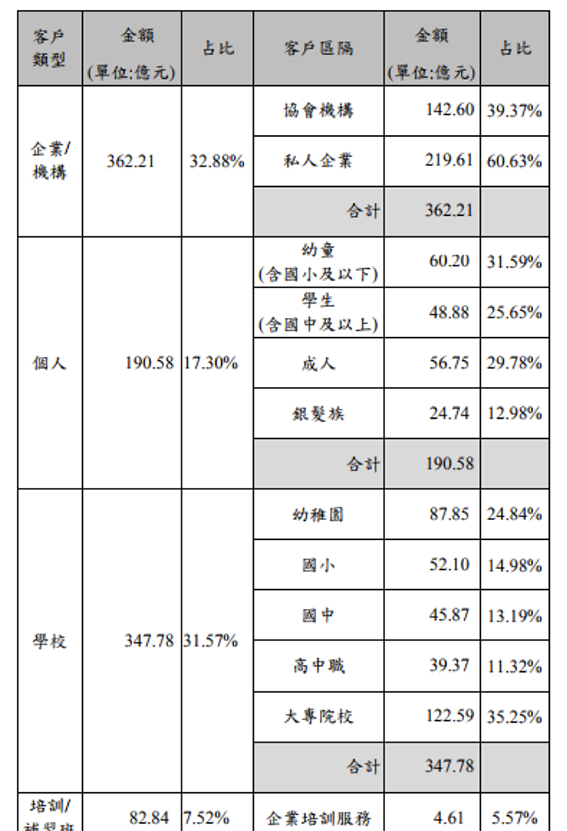 客戶類型 金額(單位:億元) 占比 客戶區隔 金額(單位:億元) 占比
企業/機構 362.21 32.88% 協會機構 142.60 39.37%
私人企業 219.61 60.63%
合計 362.21
個人 190.58 17.30% 幼童(含國小及以下) 60.20 31.59%
學生(含國中及以上) 48.88 25.65%
成人 56.75 29.78%
銀髮族 24.74 12.98%
合計 190.58
學校 347.78 31.57% 幼稚園 87.85 24.84%
國小 52.10 14.98%
國中 45.87 13.19%
高中職 39.37 11.32%
大專院校 122.59 35.25%
合計 347.78
培訓/補習班 82.84 7.52% 企業培訓服務 4.61 5.57%